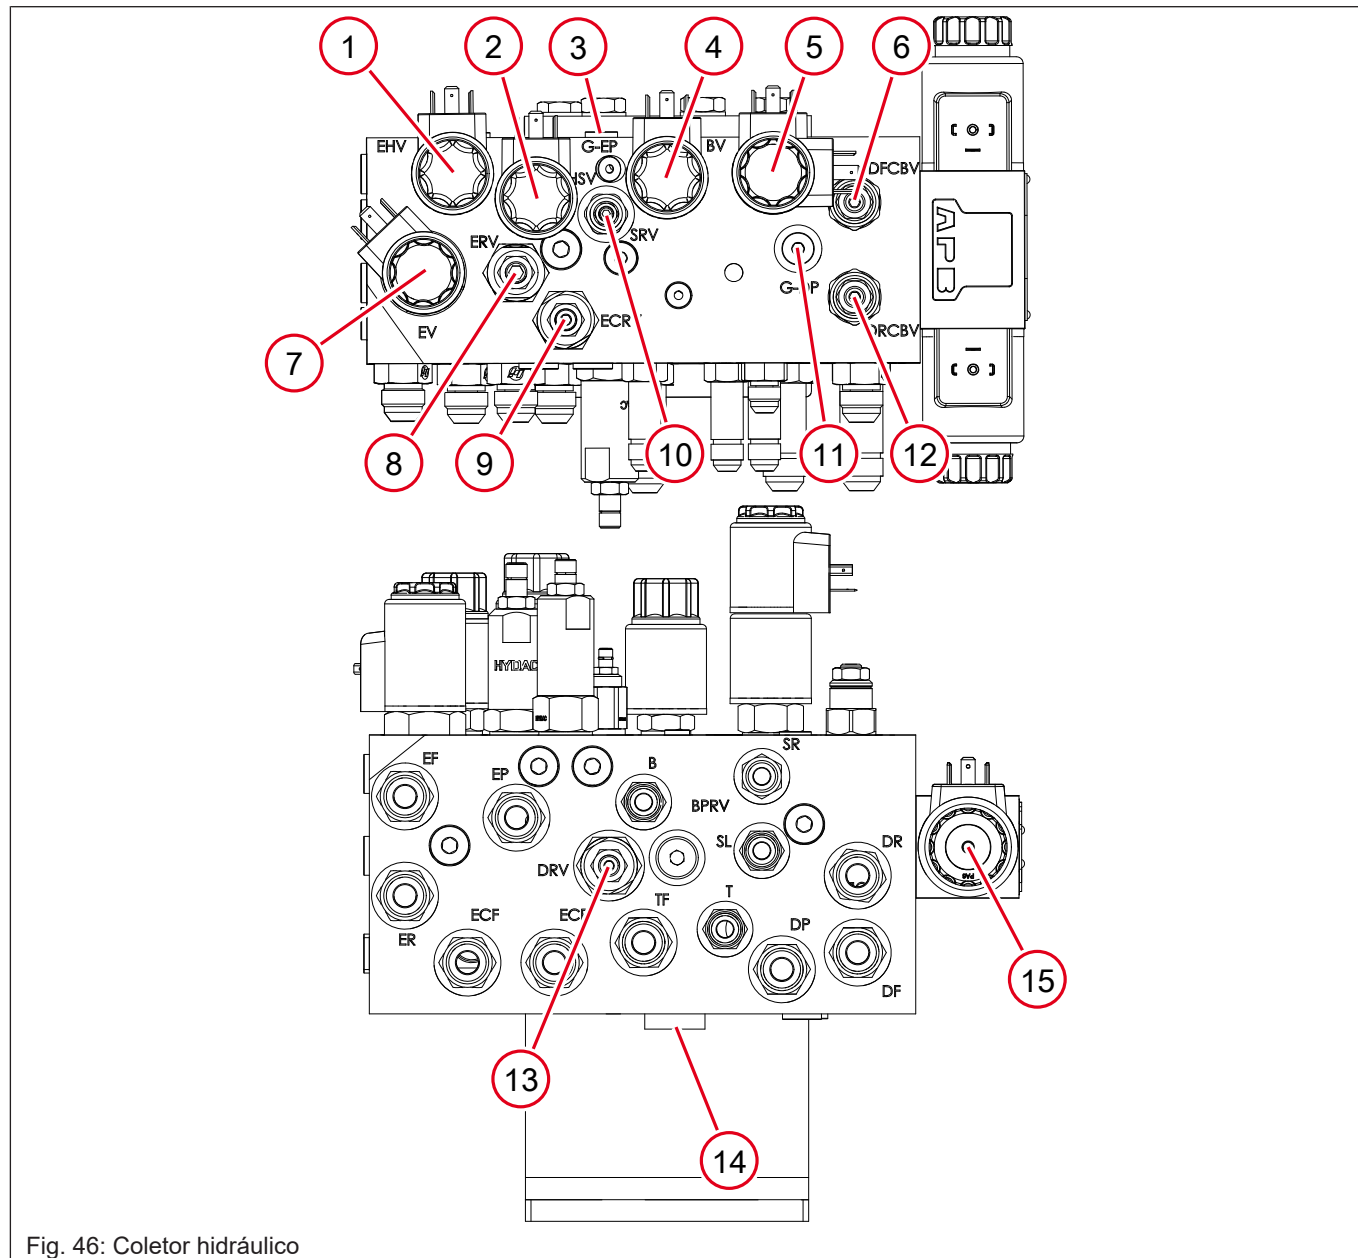 1
2
3
4
5
6
EHV
G-EP
BV
DFCBV
HSV
ERV
SRV
APB
G-DP
ECR
DRCBV
EV
7
8
9
10
11
12
HYDAC
EF
EP
B
SR
BPRV
SL
DR
DRV
TF
T
ECF
DP
ER
DF
15
13
14
Fig. 46: Coletor hidráulico